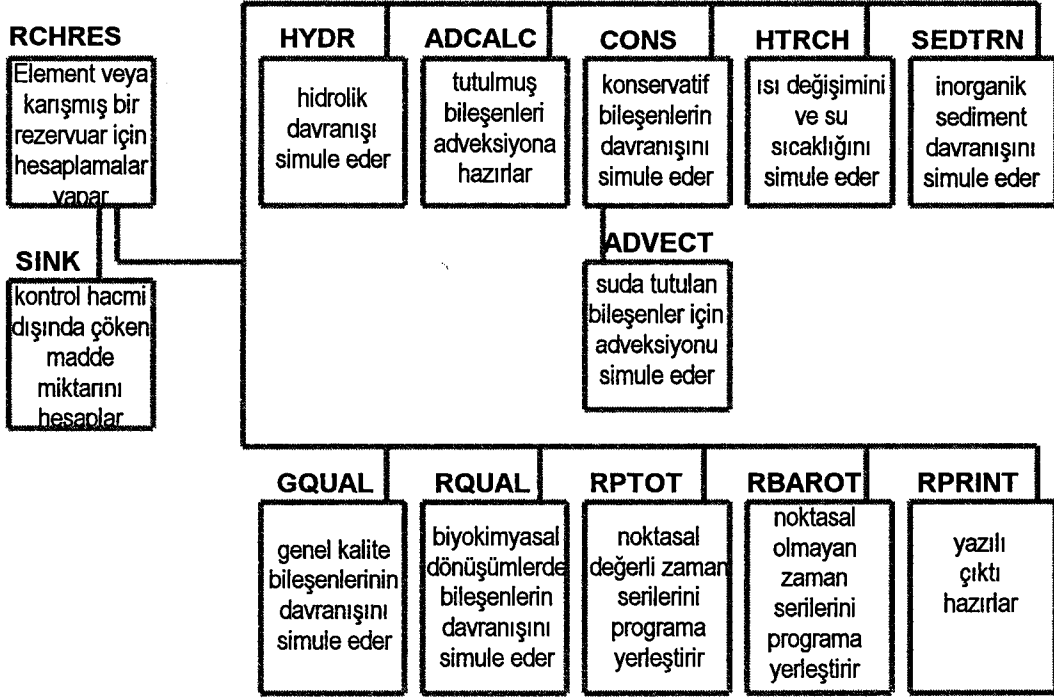 RCHRES
Element veya
karışmış bir
rezervuar için
hesaplamalar
yapar
SINK
kontrol hacmi
dışında çöken
madde
miktarını
hesaplar
HYDR
hidrolik
davranışı
simule eder
ADCALC
tutulmuş
bileşenleri
adveksiyona
hazırlar
CONS
konservatif
bileşenlerin
davranışını
simule eder
HTRCH
ısı değişimini
ve su
sıcaklığını
simule eder
SEDTRN
inorganik
sediment
davranışını
simule eder
ADVECT
suda tutulan
bileşenler için
adveksiyonu
simule eder
GQUAL
genel kalite
bileşenlerinin
davranışını
simule eder
RQUAL
biyokimyasal
dönüşümlerde
bileşenlerin
davranışını
simule eder
RPTOT
noktasal
değerli zaman
serilerini
programa
yerleştirir
RBAROT
noktasal
olmayan
zaman
serilerini
programa
yerleştirir
RPRINT
yazılı
çıktı
hazırlar